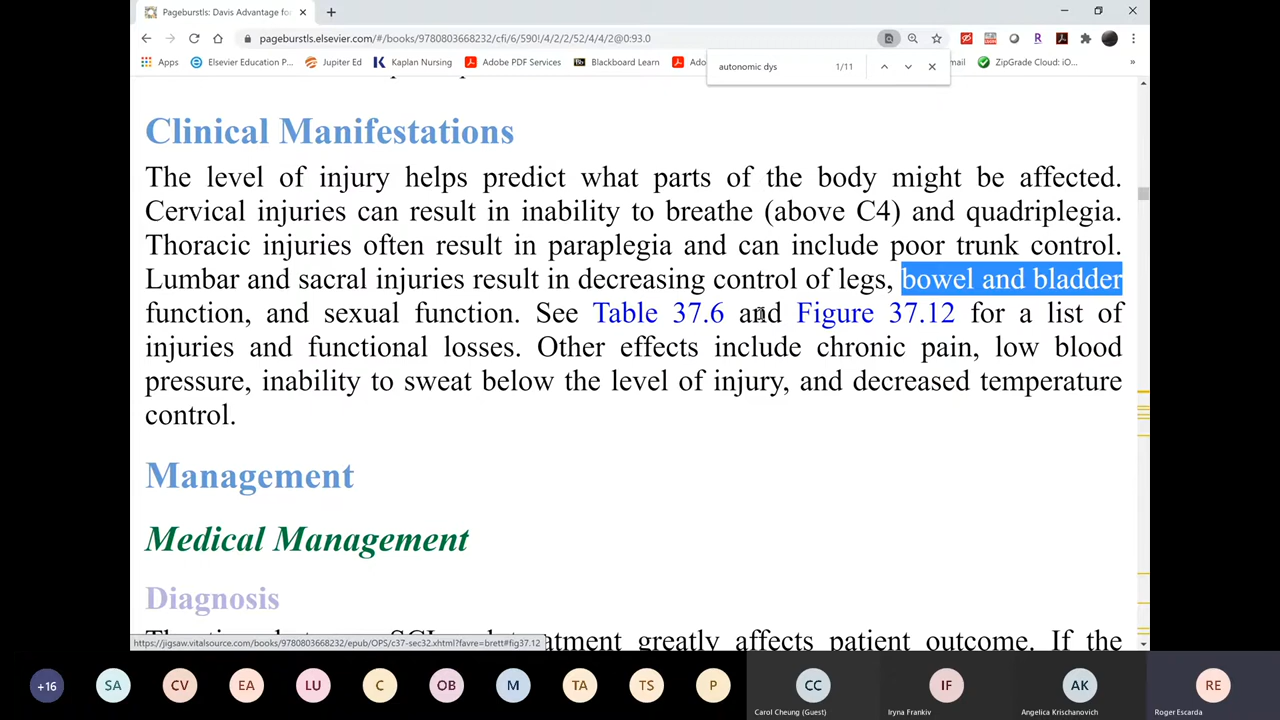 Pageburstls: Davis Advantage for
pageburstls.elsevier.com/#/books/9780803668232/cfi/6/590!/4/2/2/52/4/4/2@0:93.0
Apps Elsevier Education P... Jupiter Ed Kaplan Nursing Adobe PDF Services Blackboard Learn Ado mail ZipGrade Cloud: iO... »
autonomic dys 1/11
Clinical Manifestations
The level of injury helps predict what parts of the body might be affected.
Cervical injuries can result in inability to breathe (above C4) and quadriplegia.
Thoracic injuries often result in paraplegia and can include poor trunk control.
Lumbar and sacral injuries result in decreasing control of legs, bowel and bladder
function, and sexual function. See Table 37.6 and Figure 37.12 for a list of
injuries and functional losses. Other effects include chronic pain, low blood
pressure, inability to sweat below the level of injury, and decreased temperature
control.
Management
Medical Management
Diagnosis
treatment greatly affects patient outcome. If the
https://jigsaw.vitalsource.com/books/9780803668232/epub/OPS/c37-sec32.xhtml?favre=brett#fig37.12
+16 SA CV EA LU C OB M TA TS P CC IF AK RE
Carol Cheung (Guest) Iryna Frankiv Angelica Krischanovich Roger Escarda